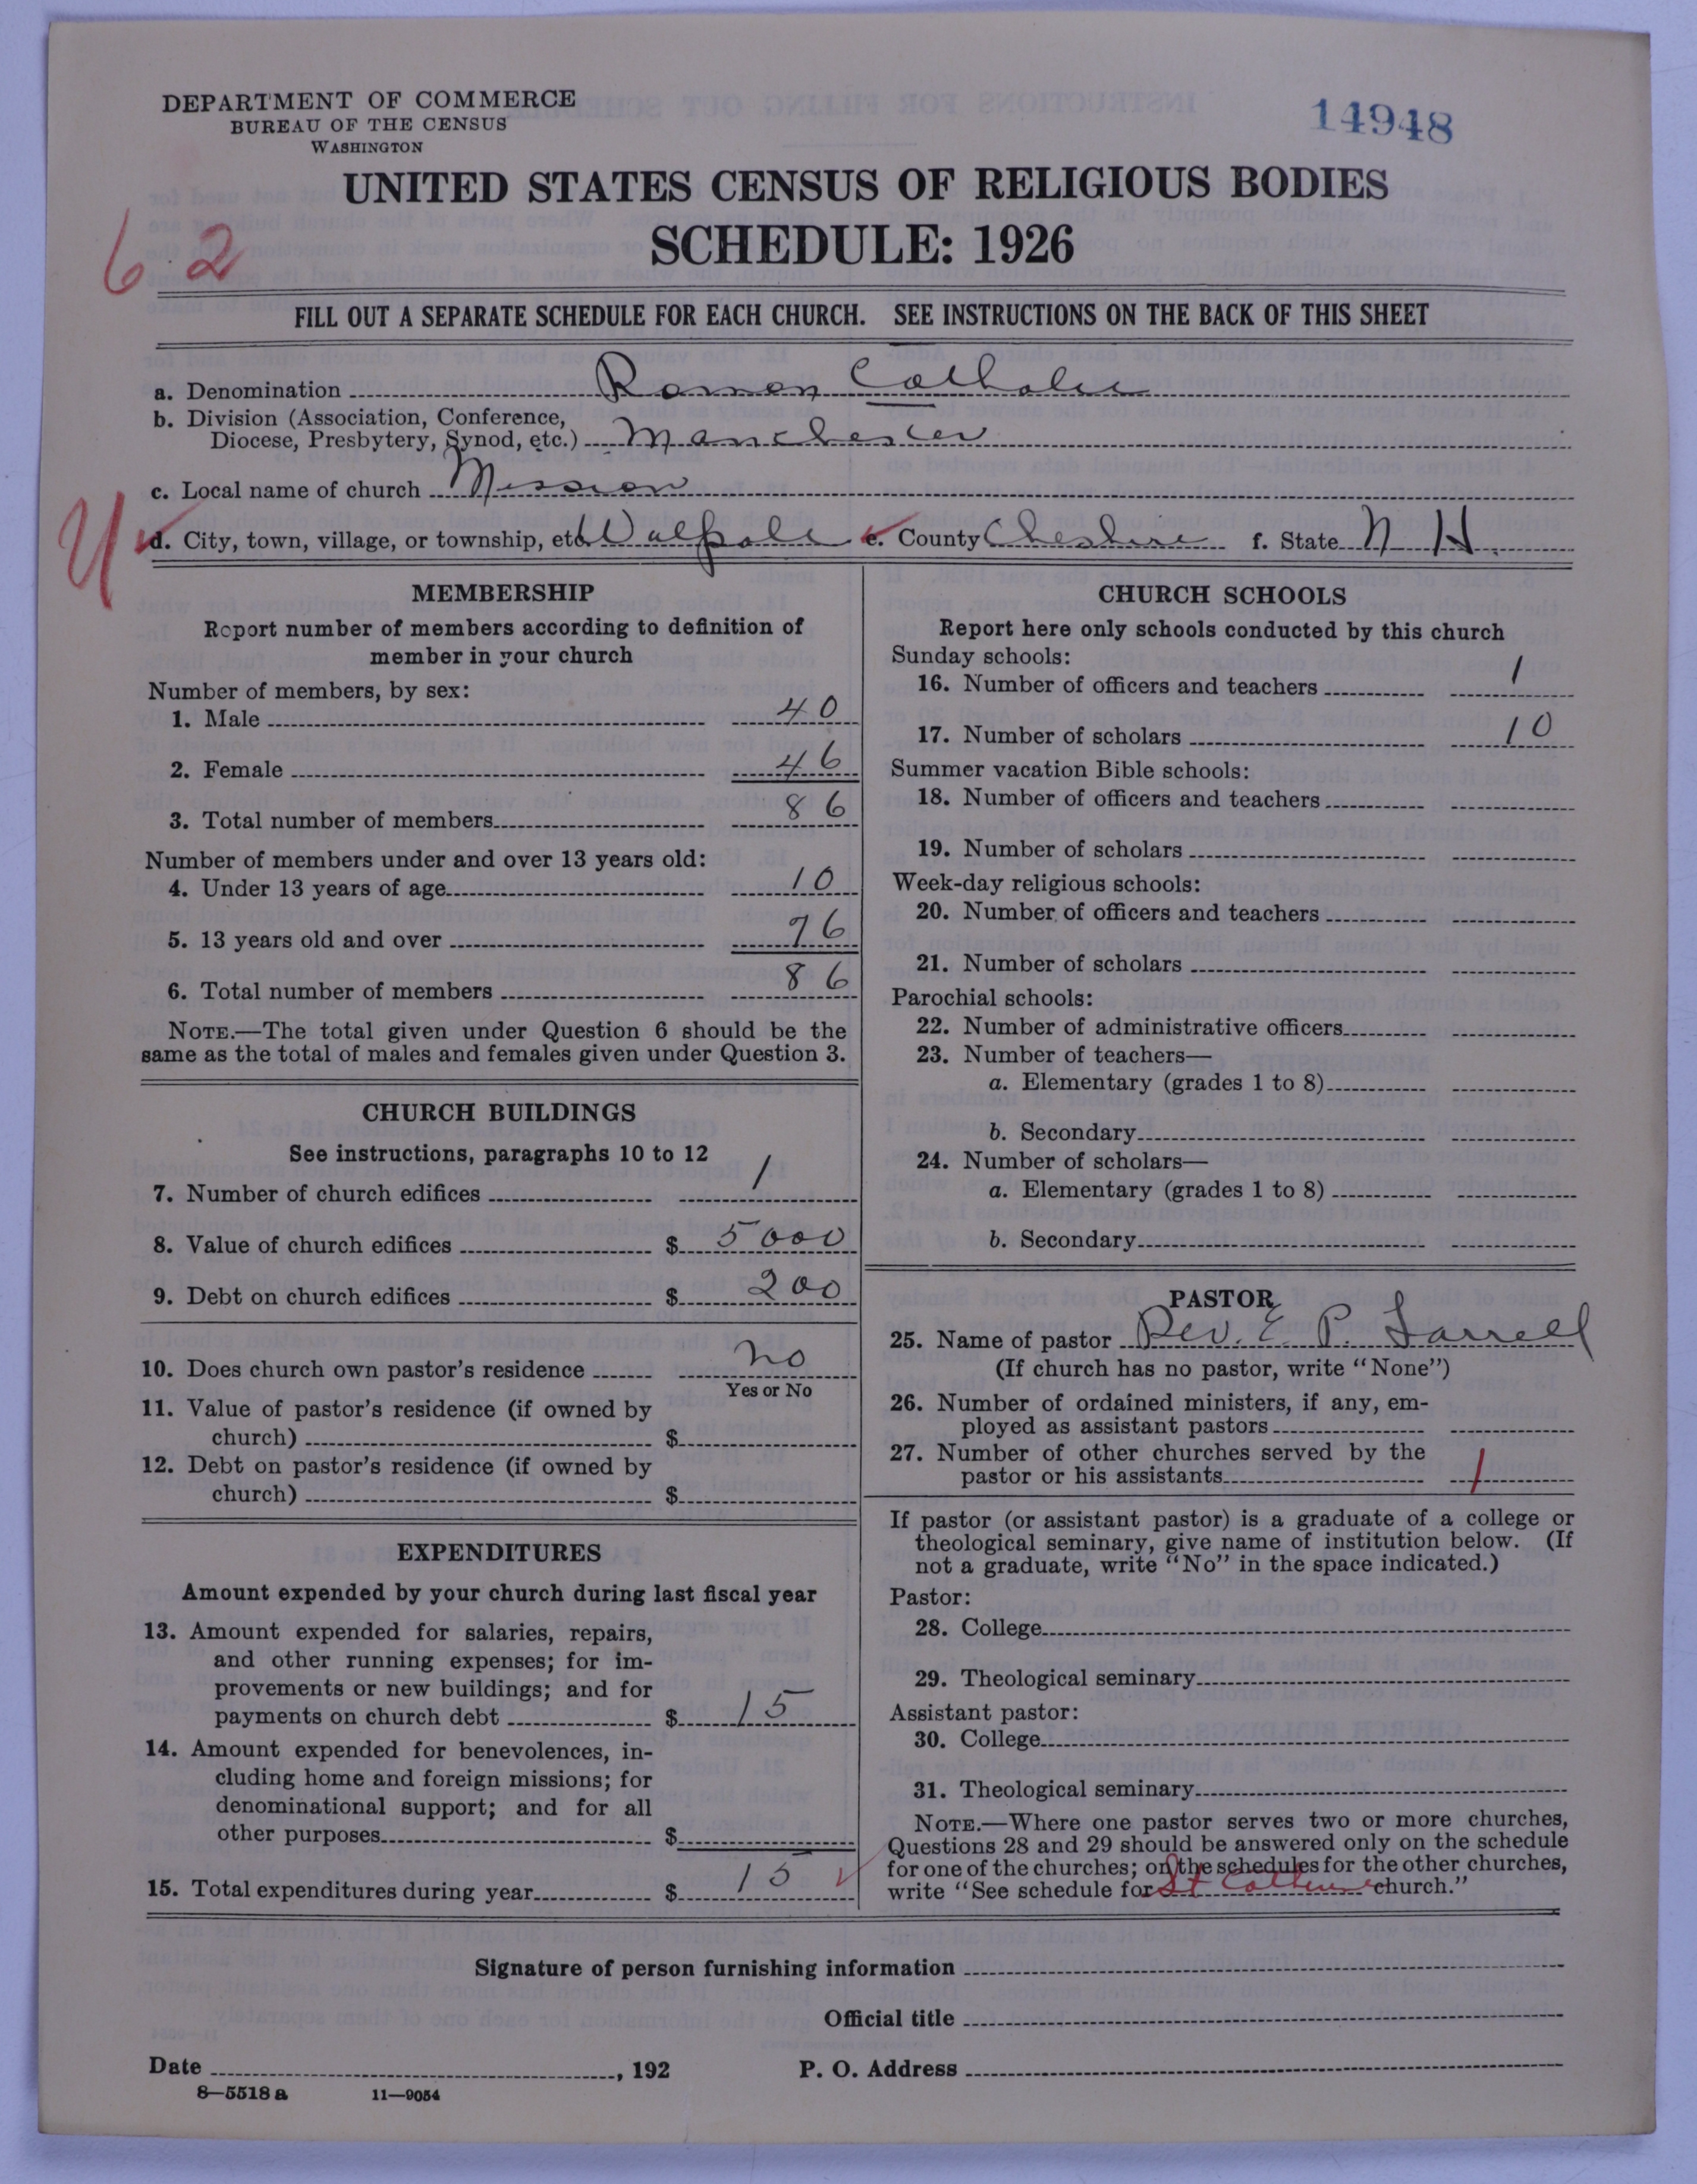 DEPARTMENT OF COMMERCE
BUREAU OF THE CENSUS
WASHINGTON
14948
UNITED STATES CENSUS OF RELIGIOUS BODIES
SCHEDULE: 1926
62
FILL OUT A SEPARATE SCHEDULE FOR EACH CHURCH. SEE INSTRUCTIONS ON THE BACK OF THIS SHEET
a. Denomination Roman Catholic
b. Division (Association, Conference,
Diocese, Presbytery, Synod, etc.) Manchester
c. Local name of church Mission
d. City, town, village, or township, etc. Walpole e. County Cheshire f. State N H.
MEMBERSHIP
Report number of members according to definition of
member in your church
Number of members, by sex:
1. Male 40
2. Female 46
3. Total number of members 86
Number of members under and over 13 years old:
4. Under 13 years of age 10
5. 13 years old and over 76
6. Total number of members 86
NOTE.—The total given under Question 6 should be the
same as the total of males and females given under Question 3.
CHURCH BUILDINGS
See instructions, paragraphs 10 to 12
7. Number of church edifices 1
8. Value of church edifices $ 5000
9. Debt on church edifices $ 200
10. Does church own pastor's residence no
Yes or No
11. Value of pastor's residence (if owned by
church) $
12. Debt on pastor's residence (if owned by
church) $
EXPENDITURES
Amount expended by your church during last fiscal year
13. Amount expended for salaries, repairs,
and other running expenses; for im-
provements or new buildings; and for
payments on church debt $ 15
14. Amount expended for benevolences, in-
cluding home and foreign missions; for
denominational support; and for all
other purposes $
15. Total expenditures during year $ 15
CHURCH SCHOOLS
Report here only schools conducted by this church
Sunday schools:
16. Number of officers and teachers 1
17. Number of scholars 10
Summer vacation Bible schools:
18. Number of officers and teachers
19. Number of scholars
Week-day religious schools:
20. Number of officers and teachers
21. Number of scholars
Parochial schools:
22. Number of administrative officers
23. Number of teachers—
a. Elementary (grades 1 to 8)
b. Secondary
24. Number of scholars—
a. Elementary (grades 1 to 8)
b. Secondary
PASTOR
25. Name of pastor Rev. E. P. Farrell
(If church has no pastor, write "None")
26. Number of ordained ministers, if any, em-
ployed as assistant pastors
27. Number of other churches served by the
pastor or his assistants 1
If pastor (or assistant pastor) is a graduate of a college or
theological seminary, give name of institution below. (If
not a graduate, write "No" in the space indicated.)
Pastor:
28. College
29. Theological seminary
Assistant pastor:
30. College
31. Theological seminary
NOTE.—Where one pastor serves two or more churches,
Questions 28 and 29 should be answered only on the schedule
for one of the churches; on the schedules for the other churches,
write "See schedule for St church."
Signature of person furnishing information
Official title
Date , 192 P. O. Address
8—5518 a 11—9054